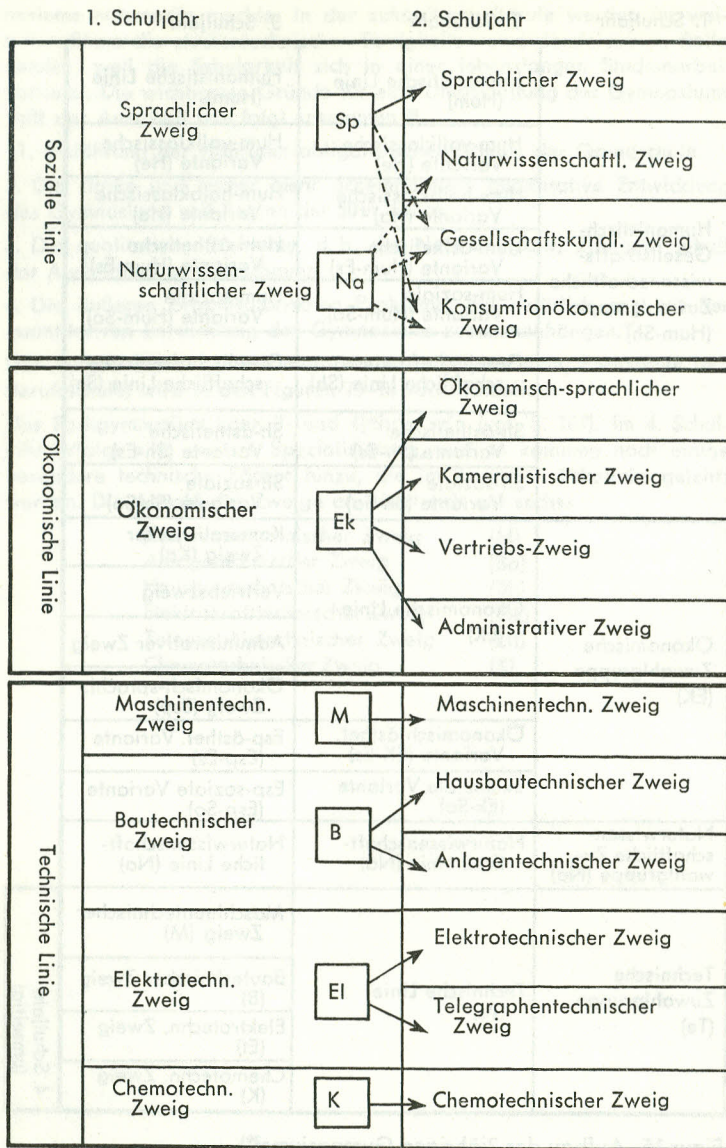 1. Schuljahr
2. Schuljahr
Soziale Linie
Sprachlicher
Zweig
Sp
Sprachlicher Zweig
Naturwissenschaftl. Zweig
Naturwissen-
schaftlicher Zweig
Na
Gesellschaftskundl. Zweig
Konsumtionökonomischer
Zweig
Ökonomische Linie
Ökonomischer
Zweig
Ek
Ökonomisch-sprachlicher
Zweig
Kameralistischer Zweig
Vertriebs-Zweig
Administrativer Zweig
Technische Linie
Maschinentechn.
Zweig
M
Maschinentechn. Zweig
Bautechnischer
Zweig
B
Hausbautechnischer Zweig
Anlagentechnischer Zweig
Elektrotechn.
Zweig
El
Elektrotechnischer Zweig
Telegraphentechnischer
Zweig
Chemotechn.
Zweig
K
Chemotechnischer Zweig